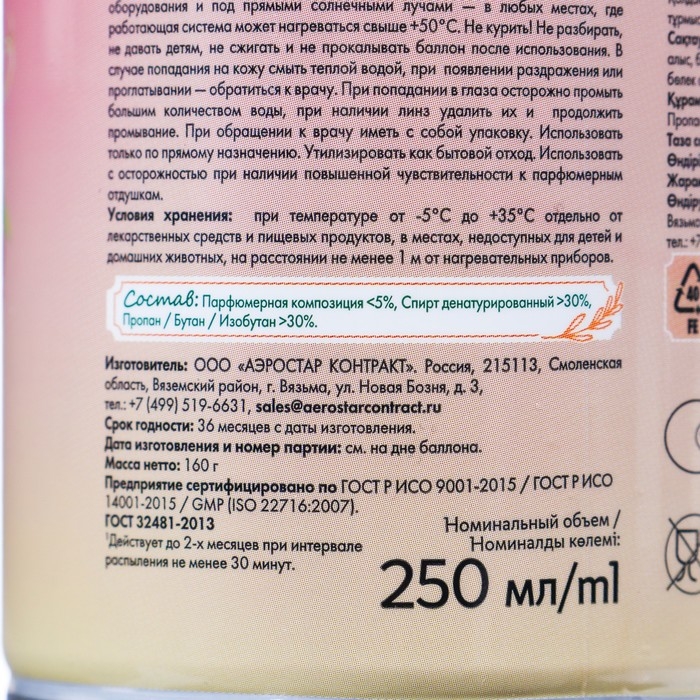 оборудования и под прямыми солнечными лучами — в любых местах, где
работающая система может нагреваться свыше +50°С. Не курить! Не разбирать,
не давать детям, не сжигать и не прокалывать баллон после использования. В
случае попадания на кожу смыть теплой водой, при появлении раздражения или
проглатывании — обратиться к врачу. При попадании в глаза осторожно промыть
большим количеством воды, при наличии линз удалить их и продолжить
промывание. При обращении к врачу иметь с собой упаковку. Использовать
только по прямому назначению. Утилизировать как бытовой отход. Использовать
с осторожностью при наличии повышенной чувствительности к парфюмерным
отдушкам.
Условия хранения: при температуре от -5°С до +35°С отдельно от
лекарственных средств и пищевых продуктов, в местах, недоступных для детей и
домашних животных, на расстоянии не менее 1 м от нагревательных приборов.
Состав: Парфюмерная композиция <5%, Спирт денатурированный >30%,
Пропан / Бутан / Изобутан >30%.
Изготовитель: ООО «АЭРОСТАР КОНТРАКТ». Россия, 215113, Смоленская
область, Вяземский район, г. Вязьма, ул. Новая Бозня, д. 3,
тел.: +7 (499) 519-6631, sales@aerostarcontract.ru
Срок годности: 36 месяцев с даты изготовления.
Дата изготовления и номер партии: см. на дне баллона.
Масса нетто: 160 г
Предприятие сертифицировано по ГОСТ Р ИСО 9001-2015 / ГОСТ Р ИСО
14001-2015 / GMP (ISO 22716:2007).
ГОСТ 32481-2013
¹Действует до 2-х месяцев при интервале
распыления не менее 30 минут.
Номинальный объем /
Номиналды көлемі:
250 мл/ml
40
FE